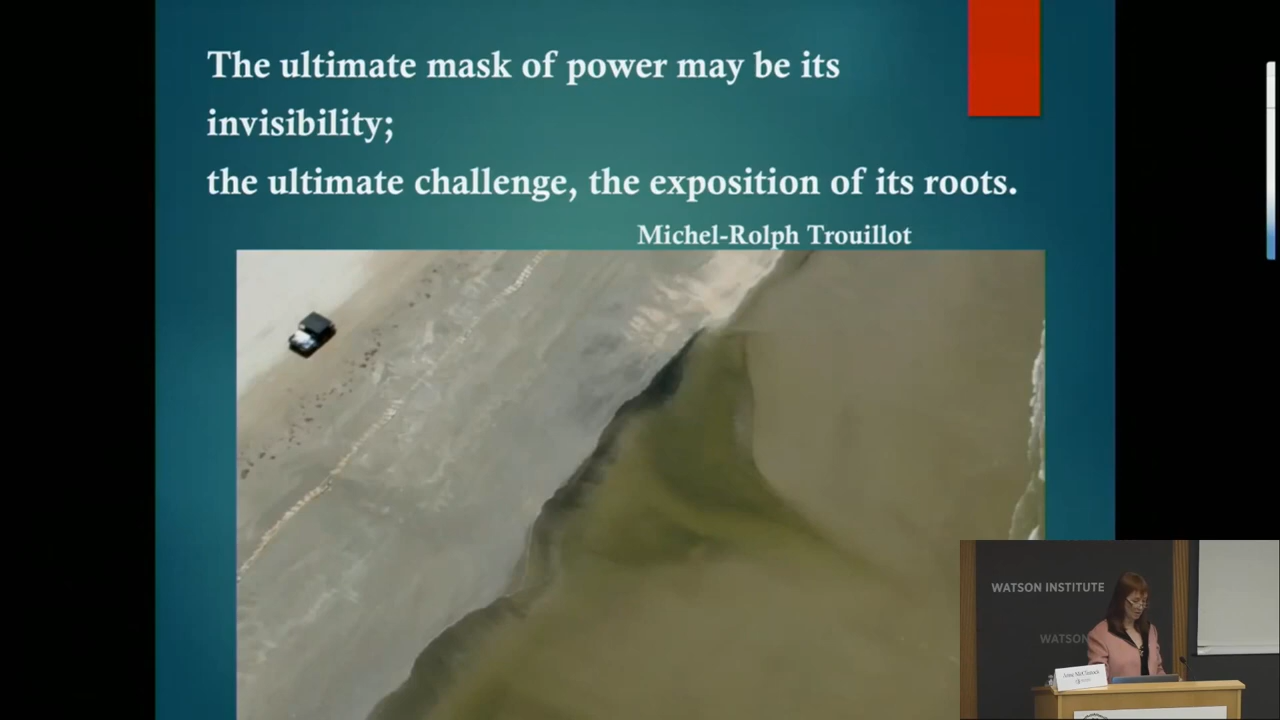 The ultimate mask of power may be its
invisibility;
the ultimate challenge, the exposition of its roots.
Michel-Rolph Trouillot
WATSON INSTITUTE
WATSON